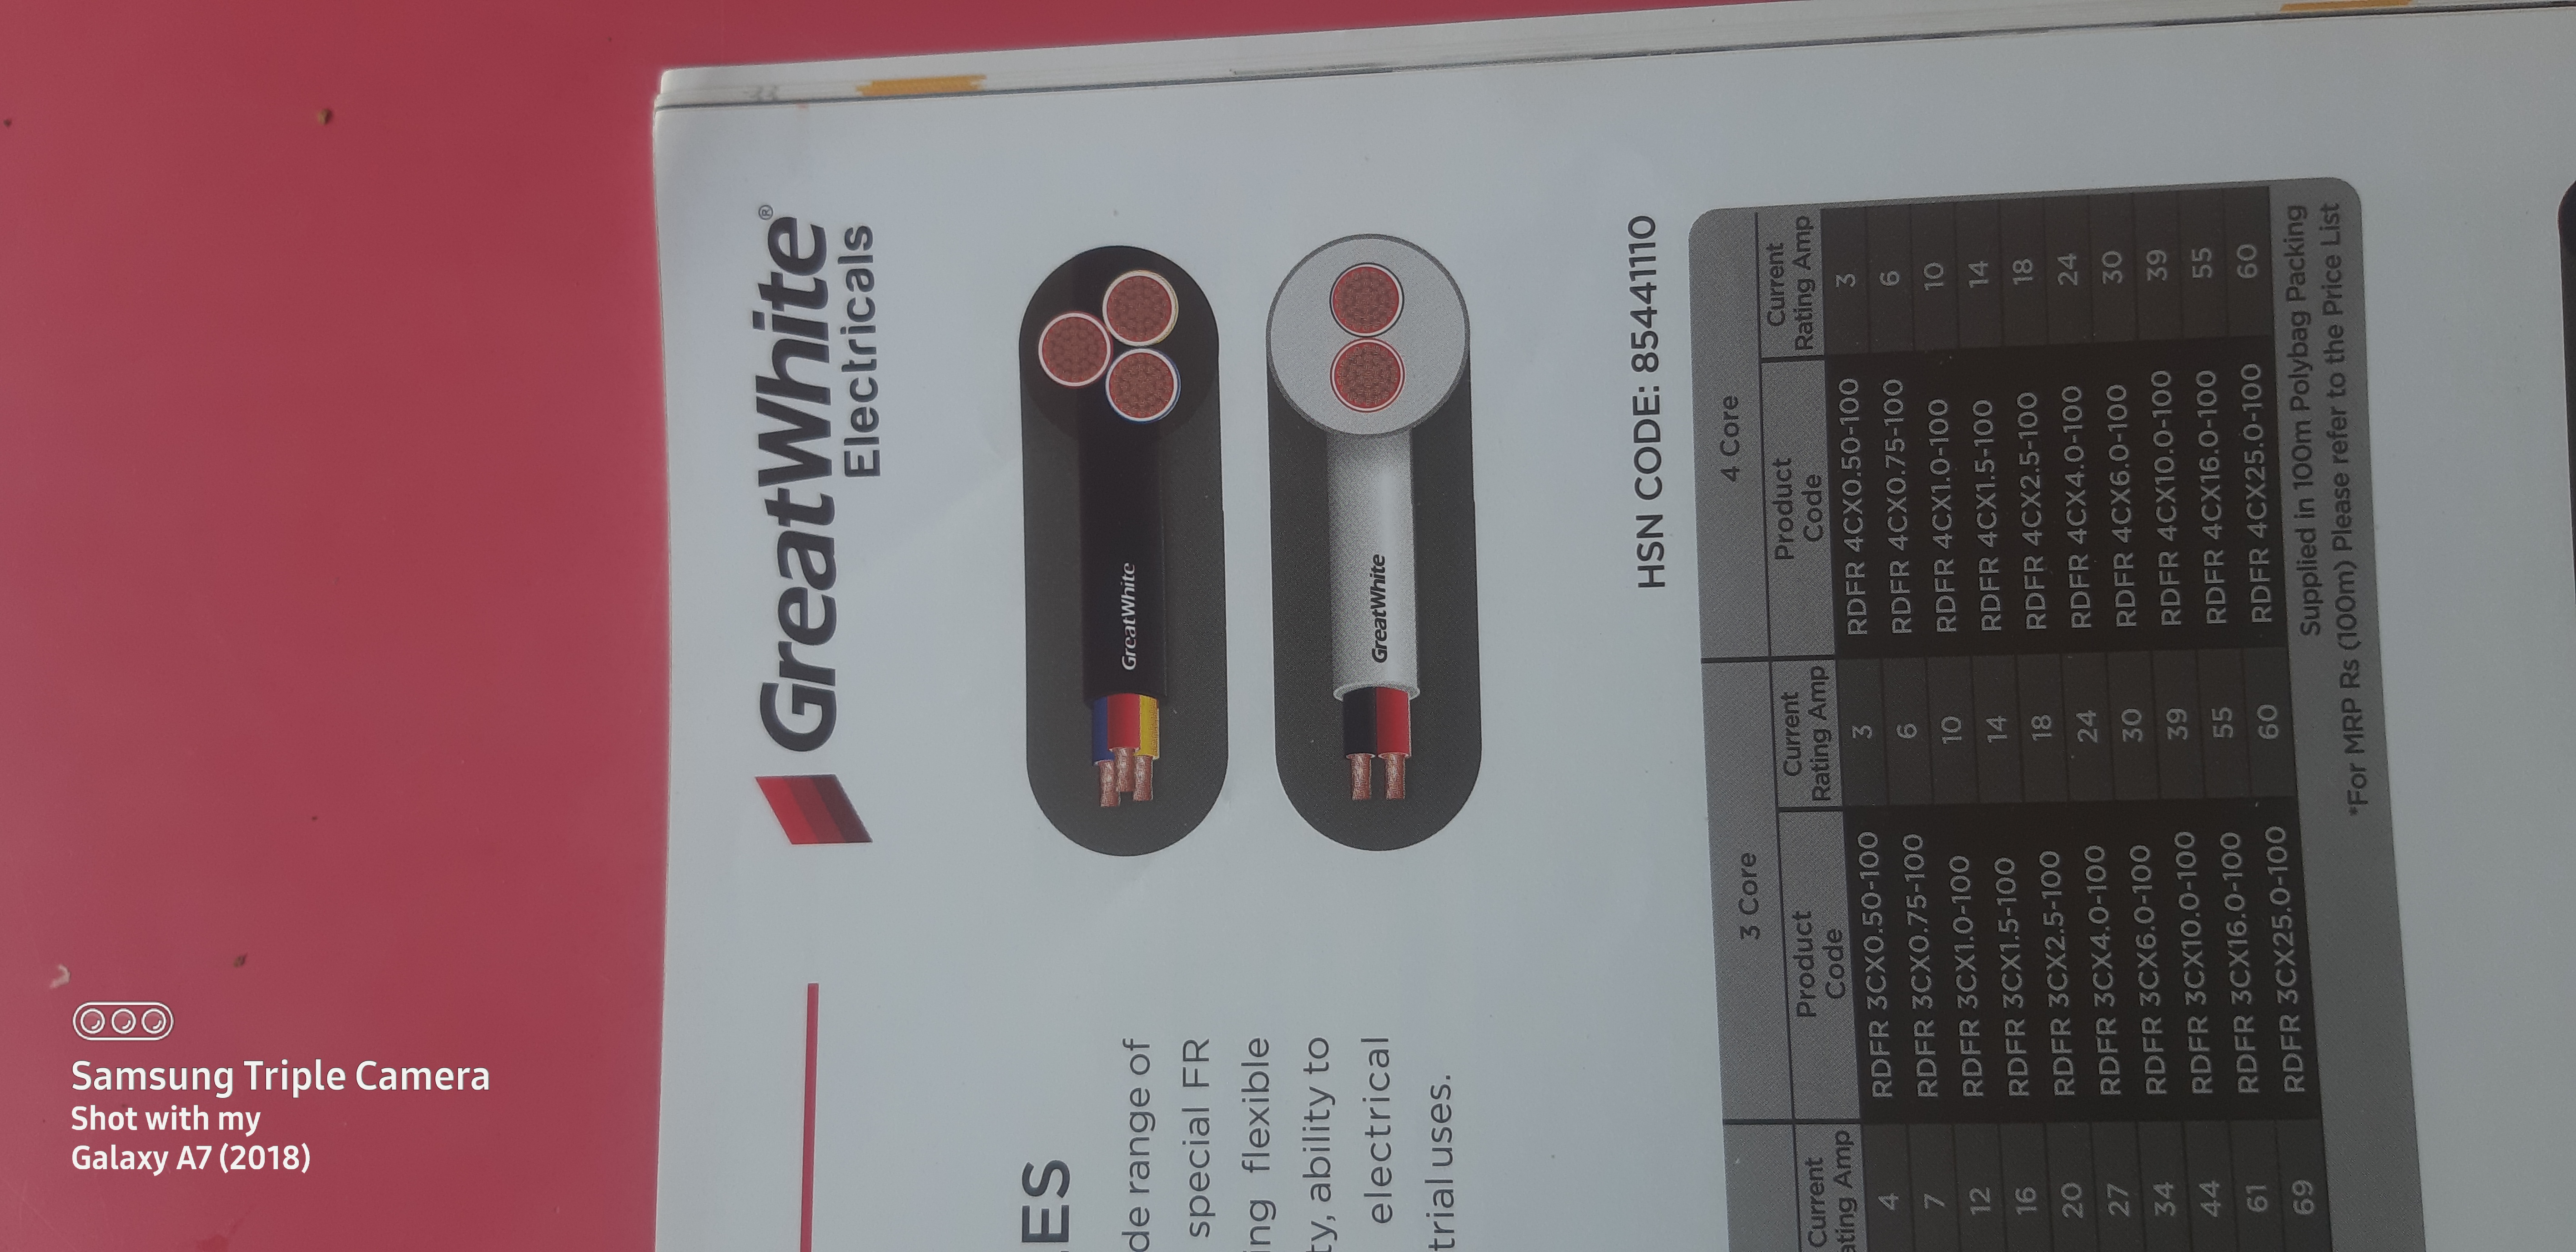 Samsung Triple Camera
Shot with my
Galaxy A7 (2018)
GreatWhite®
Electricals
ES
de range of
special FR
ing flexible
ty, ability to
electrical
trial uses.
GreatWhite
GreatWhite
HSN CODE: 85441110
3 Core 4 Core
Current Product Current Product Current
ating Amp Code Rating Amp Code Rating Amp
4 RDFR 3CX0.50-100 3 RDFR 4CX0.50-100 3
7 RDFR 3CX0.75-100 6 RDFR 4CX0.75-100 6
12 RDFR 3CX1.0-100 10 RDFR 4CX1.0-100 10
16 RDFR 3CX1.5-100 14 RDFR 4CX1.5-100 14
20 RDFR 3CX2.5-100 18 RDFR 4CX2.5-100 18
27 RDFR 3CX4.0-100 24 RDFR 4CX4.0-100 24
34 RDFR 3CX6.0-100 30 RDFR 4CX6.0-100 30
44 RDFR 3CX10.0-100 39 RDFR 4CX10.0-100 39
61 RDFR 3CX16.0-100 55 RDFR 4CX16.0-100 55
69 RDFR 3CX25.0-100 60 RDFR 4CX25.0-100 60
Supplied in 100m Polybag Packing
*For MRP Rs (100m) Please refer to the Price List